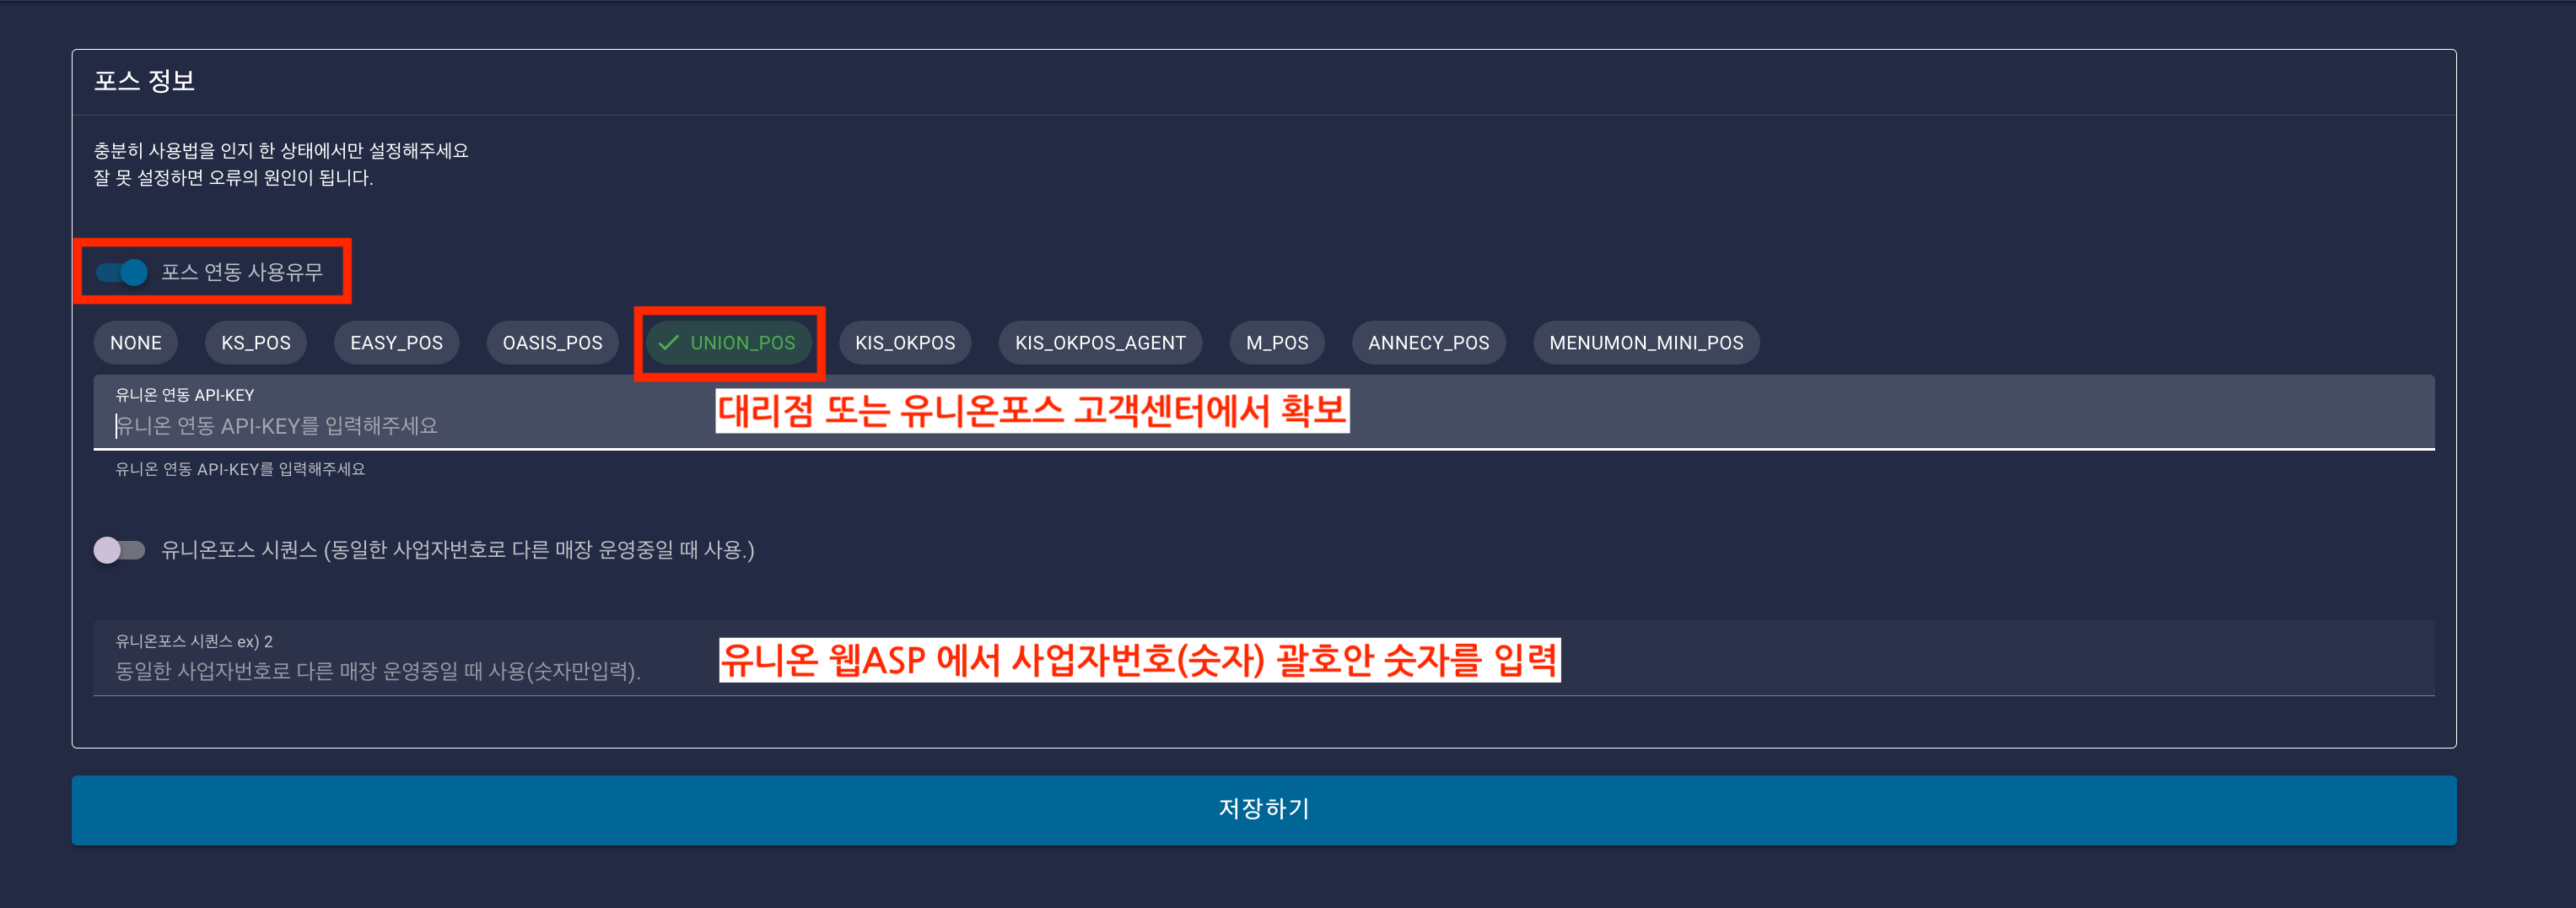 포스 정보
충분히 사용법을 인지 한 상태에서만 설정해주세요
잘 못 설정하면 오류의 원인이 됩니다.
포스 연동 사용유무
NONE KS_POS EASY_POS OASIS_POS UNION_POS KIS_OKPOS KIS_OKPOS_AGENT M_POS ANNECY_POS MENUMON_MINI_POS
유니온 연동 API-KEY
유니온 연동 API-KEY를 입력해주세요
대리점 또는 유니온포스 고객센터에서 확보
유니온 연동 API-KEY를 입력해주세요
유니온포스 시퀀스 (동일한 사업자번호로 다른 매장 운영중일 때 사용.)
유니온포스 시퀀스 ex) 2
동일한 사업자번호로 다른 매장 운영중일 때 사용(숫자만입력).
유니온 웹ASP 에서 사업자번호(숫자) 괄호안 숫자를 입력
저장하기